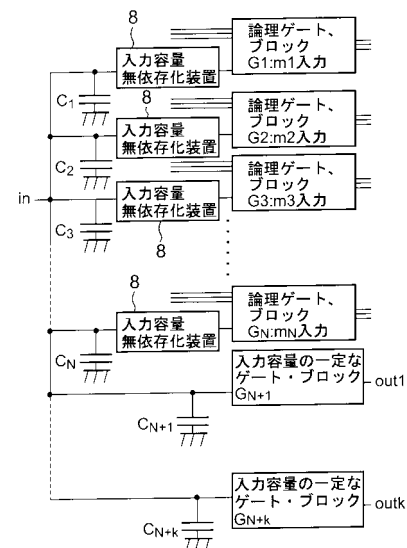 8
入力容量
無依存化装置
論理ゲート、
ブロック
G1:m1入力
C1
8
入力容量
無依存化装置
論理ゲート、
ブロック
G2:m2入力
C2
in
入力容量
無依存化装置
論理ゲート、
ブロック
G3:m3入力
C3
8
8
入力容量
無依存化装置
論理ゲート、
ブロック
GN:mN入力
CN
入力容量の一定な
ゲート・ブロック
GN+1
out1
CN+1
入力容量の一定な
ゲート・ブロック
GN+k
outk
CN+k